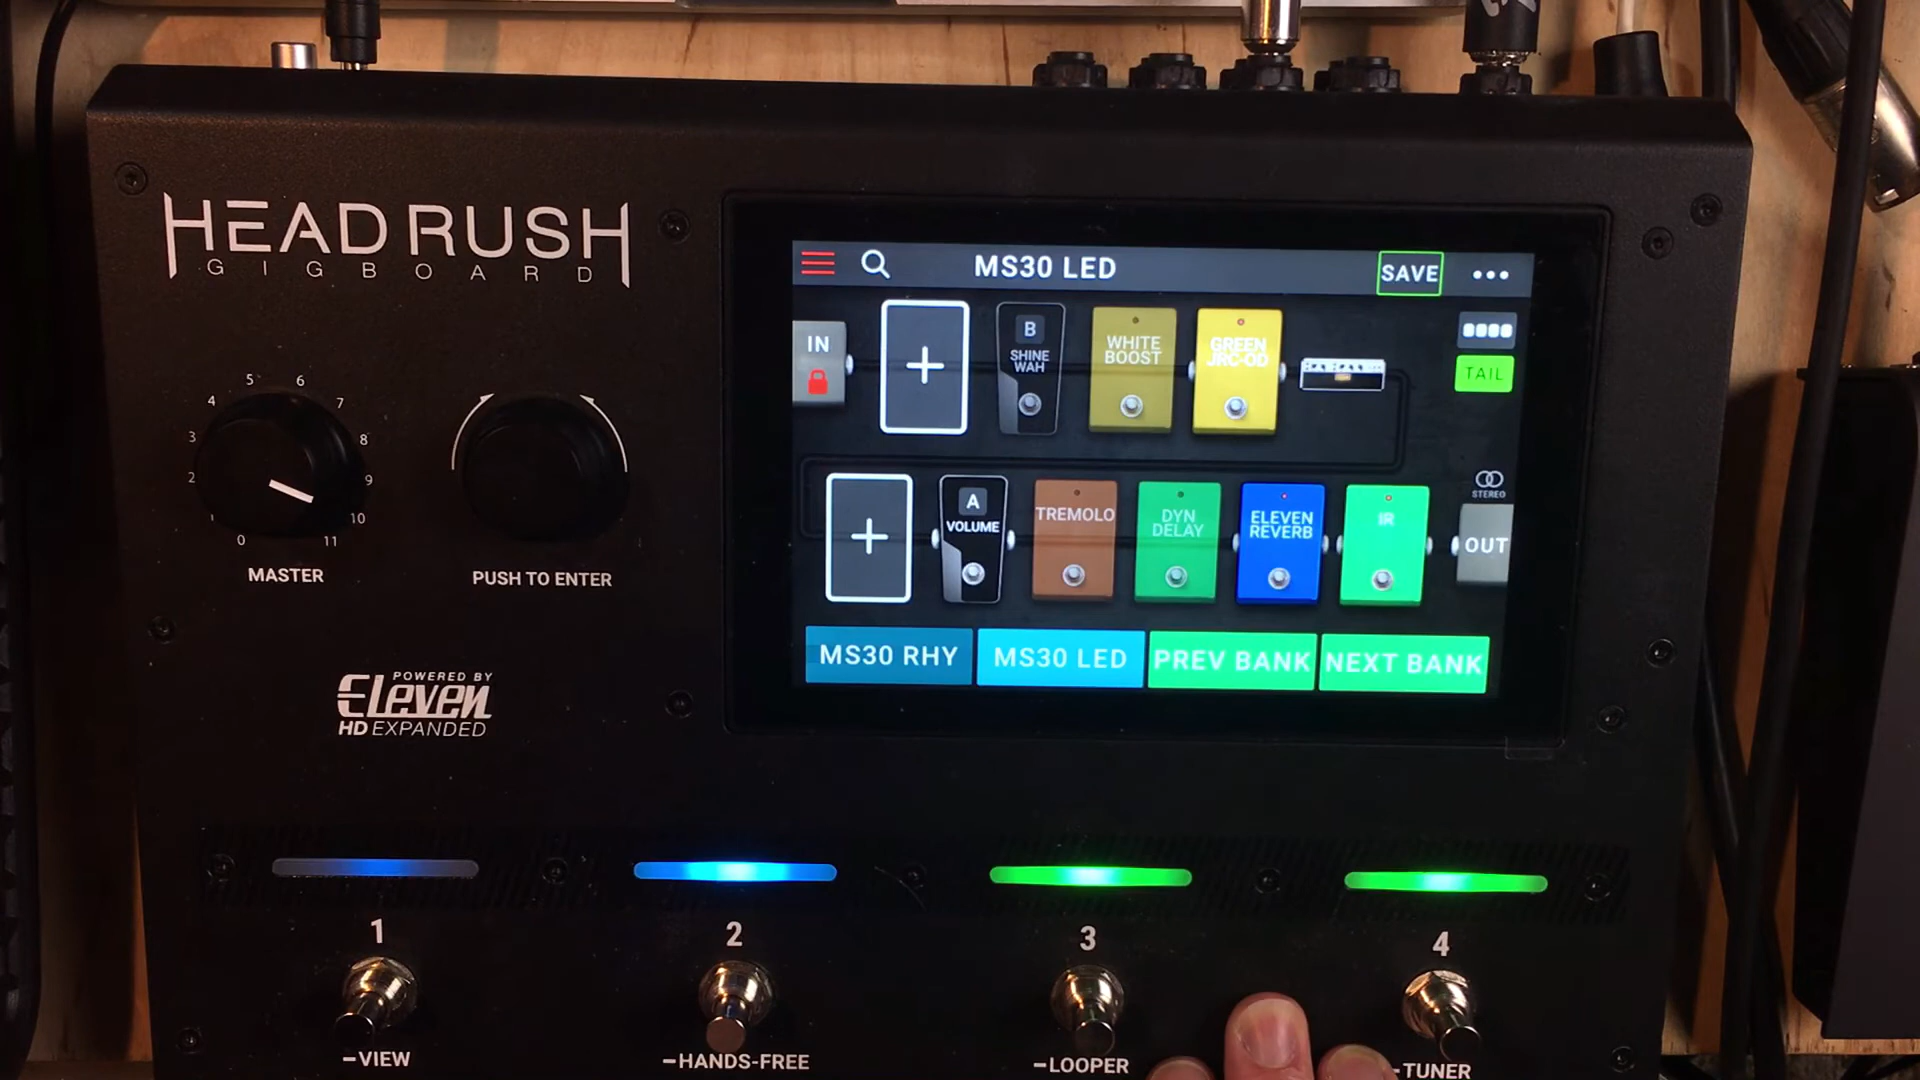 HEADRUSH
GIGBOARD
5 6
4 7
3 8
2 9
1 10
0 11
MASTER
PUSH TO ENTER
POWERED BY
ELEVEN
HD EXPANDED
MS30 LED
SAVE
IN
B
SHINE
WAH
WHITE
BOOST
GREEN
JRC-OD
TAIL
A
VOLUME
TREMOLO
DYN
DELAY
ELEVEN
REVERB
IR
STEREO
OUT
MS30 RHY
MS30 LED
PREV BANK
NEXT BANK
1 2 3 4
–VIEW
–HANDS-FREE
–LOOPER
–TUNER